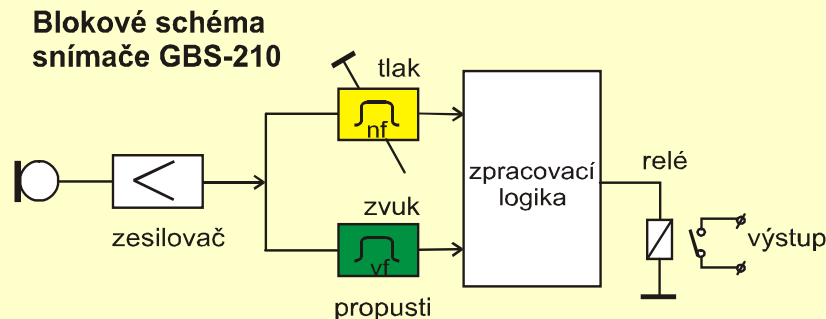 Blokové schéma
snímače GBS-210
tlak
nf
zpracovací
logika
relé
zesilovač
zvuk
vf
výstup
propusti